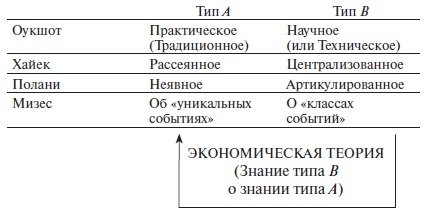 Тип A Тип B
Оукшот Практическое Научное
(Традиционное) (или Техническое)
Хайек Рассеянное Централизованное
Полани Неявное Артикулированное
Мизес Об «уникальных О «классах
событиях» событий»
ЭКОНОМИЧЕСКАЯ ТЕОРИЯ
(Знание типа B
о знании типа A)